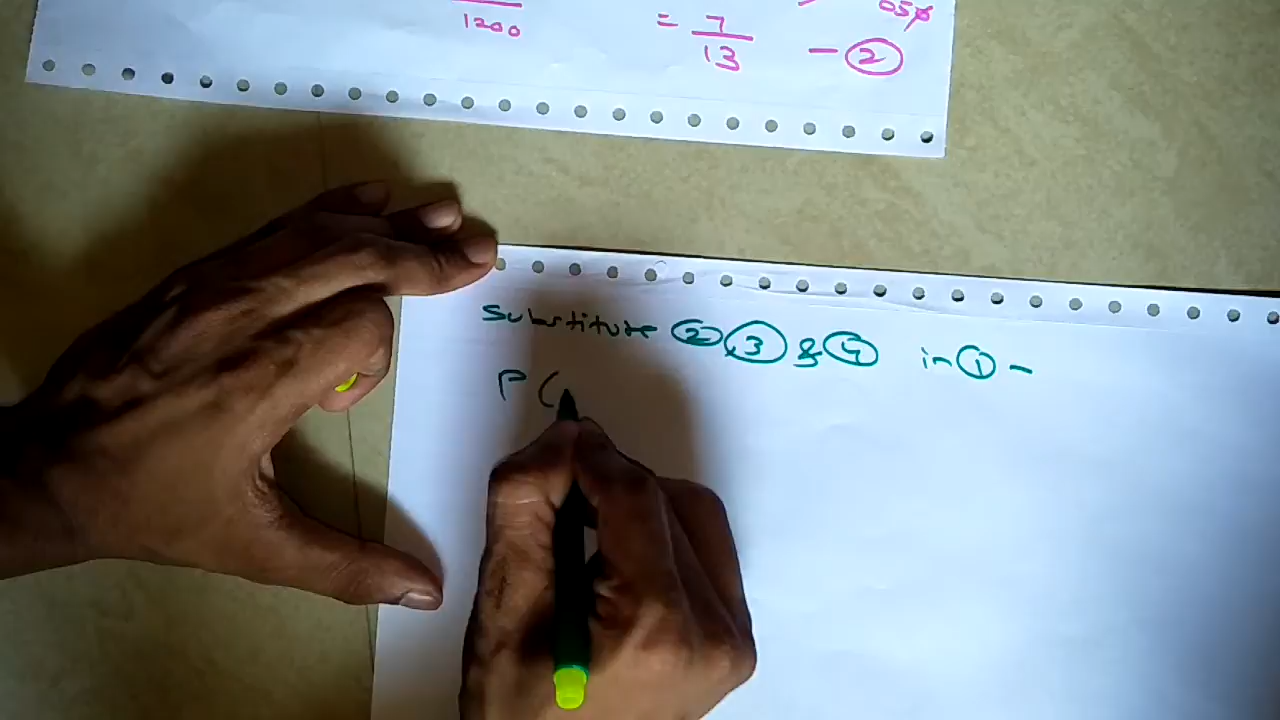 1200
= 7/13 - ②
Substitute ②, ③ & ④ in ① -
P (